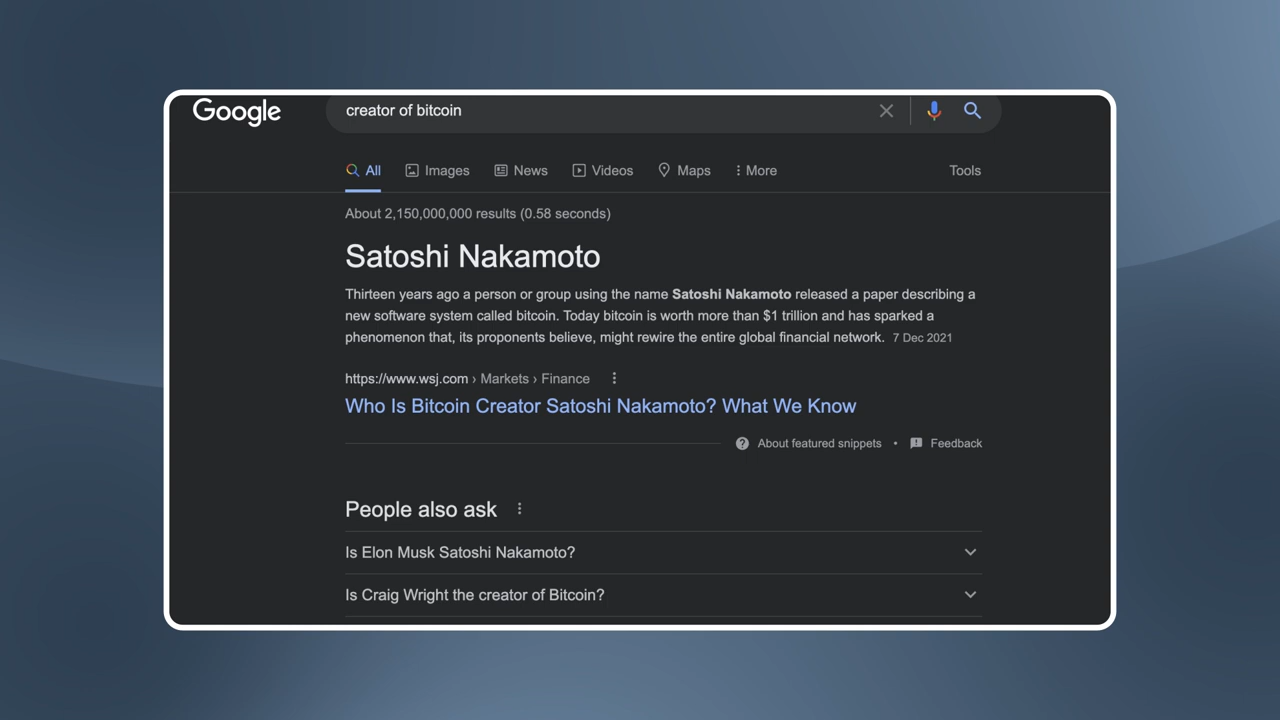 Google
creator of bitcoin
All Images News Videos Maps More Tools
About 2,150,000,000 results (0.58 seconds)
Satoshi Nakamoto
Thirteen years ago a person or group using the name Satoshi Nakamoto released a paper describing a
new software system called bitcoin. Today bitcoin is worth more than $1 trillion and has sparked a
phenomenon that, its proponents believe, might rewire the entire global financial network. 7 Dec 2021
https://www.wsj.com › Markets › Finance
Who Is Bitcoin Creator Satoshi Nakamoto? What We Know
About featured snippets • Feedback
People also ask
Is Elon Musk Satoshi Nakamoto?
Is Craig Wright the creator of Bitcoin?